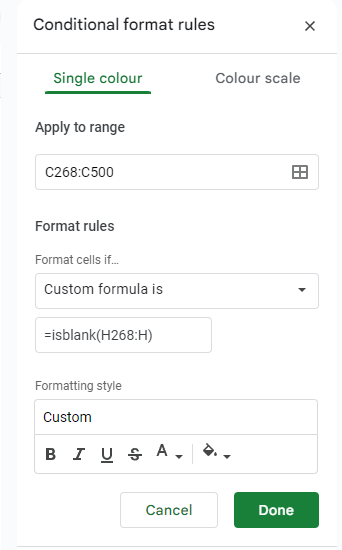 Conditional format rules
Single colour
Colour scale
Apply to range
C268:C500
Format rules
Format cells if…
Custom formula is
=isblank(H268:H)
Formatting style
Custom
B I U S A
Cancel
Done